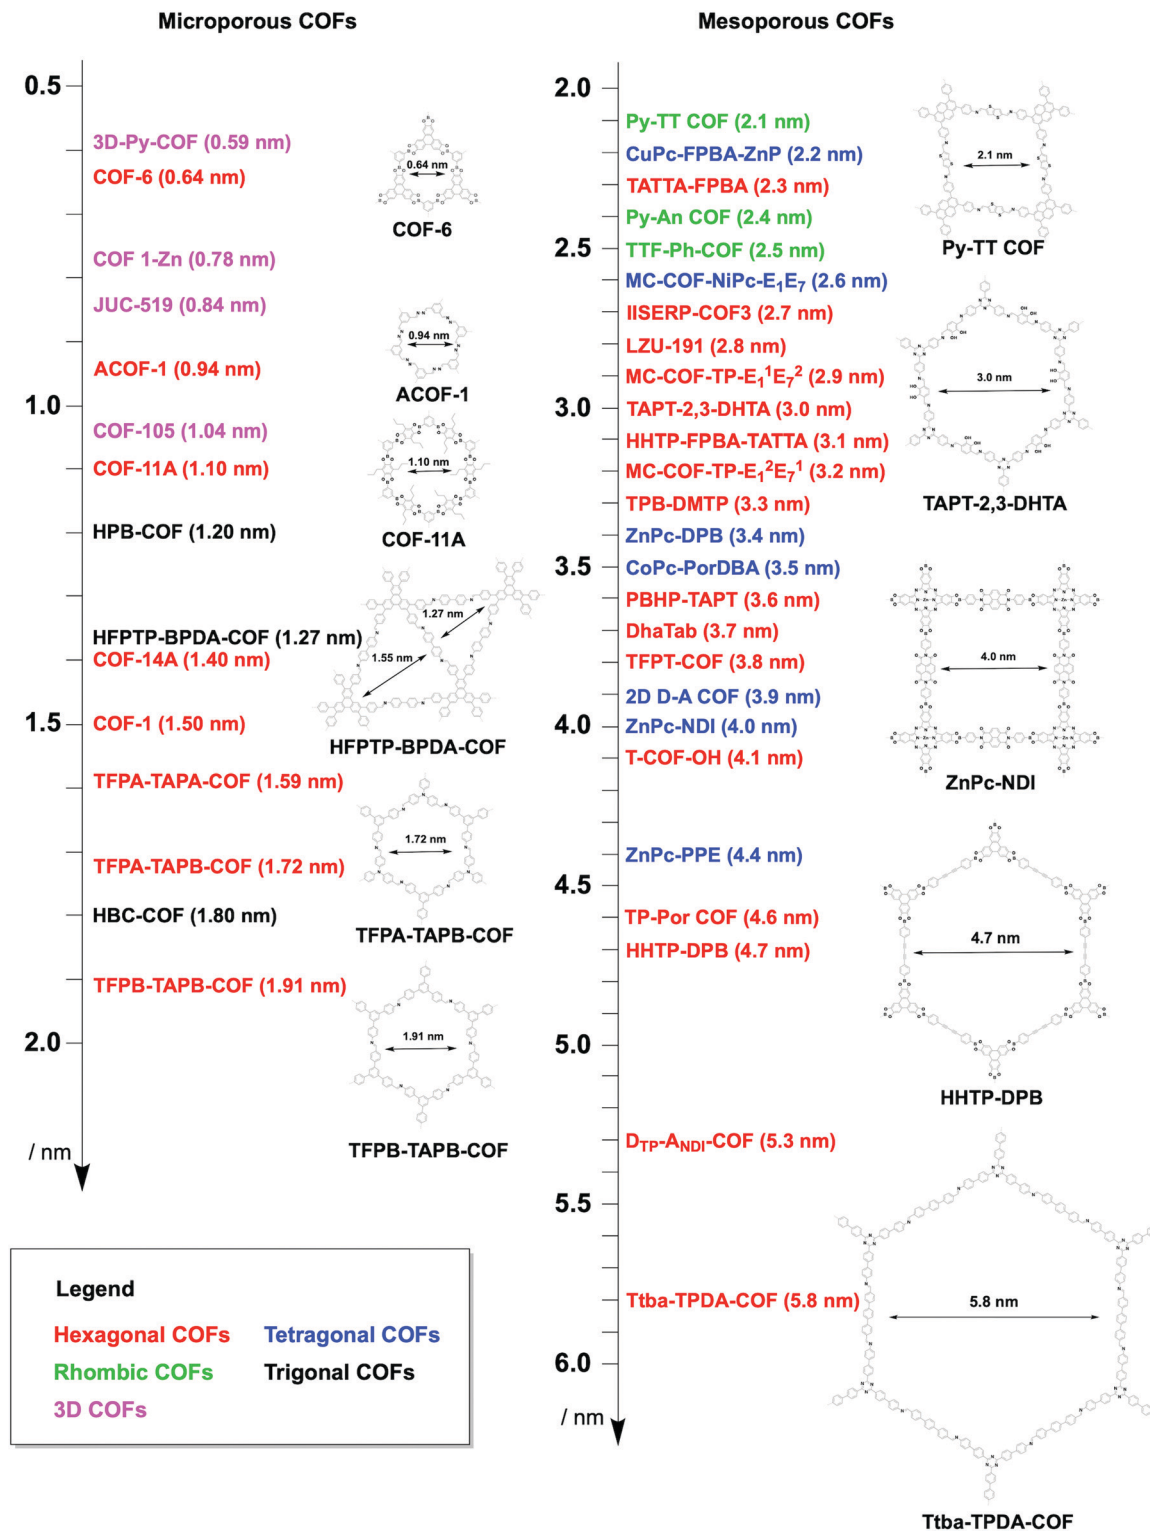 Microporous COFs
0.5
3D-Py-COF (0.59 nm)
COF-6 (0.64 nm)
COF 1-Zn (0.78 nm)
JUC-519 (0.84 nm)
ACOF-1 (0.94 nm)
1.0
COF-105 (1.04 nm)
COF-11A (1.10 nm)
HPB-COF (1.20 nm)
HFPTP-BPDA-COF (1.27 nm)
COF-14A (1.40 nm)
1.5
COF-1 (1.50 nm)
TFPA-TAPA-COF (1.59 nm)
TFPA-TAPB-COF (1.72 nm)
HBC-COF (1.80 nm)
TFPB-TAPB-COF (1.91 nm)
2.0
/ nm
0.64 nm
COF-6
0.94 nm
ACOF-1
1.10 nm
COF-11A
1.27 nm
1.55 nm
HFPTP-BPDA-COF
1.72 nm
TFPA-TAPB-COF
1.91 nm
TFPB-TAPB-COF
Legend
Hexagonal COFs
Tetragonal COFs
Rhombic COFs
Trigonal COFs
3D COFs
Mesoporous COFs
2.0
Py-TT COF (2.1 nm)
CuPc-FPBA-ZnP (2.2 nm)
TATTA-FPBA (2.3 nm)
Py-An COF (2.4 nm)
2.5
TTF-Ph-COF (2.5 nm)
MC-COF-NiPc-E₁E₇ (2.6 nm)
IISERP-COF3 (2.7 nm)
LZU-191 (2.8 nm)
MC-COF-TP-E₁¹E₇² (2.9 nm)
3.0
TAPT-2,3-DHTA (3.0 nm)
HHTP-FPBA-TATTA (3.1 nm)
MC-COF-TP-E₁²E₇¹ (3.2 nm)
TPB-DMTP (3.3 nm)
ZnPc-DPB (3.4 nm)
3.5
CoPc-PorDBA (3.5 nm)
PBHP-TAPT (3.6 nm)
DhaTab (3.7 nm)
TFPT-COF (3.8 nm)
2D D-A COF (3.9 nm)
4.0
ZnPc-NDI (4.0 nm)
T-COF-OH (4.1 nm)
ZnPc-PPE (4.4 nm)
4.5
TP-Por COF (4.6 nm)
HHTP-DPB (4.7 nm)
5.0
D_TP-A_NDI-COF (5.3 nm)
5.5
Ttba-TPDA-COF (5.8 nm)
6.0
/ nm
2.1 nm
Py-TT COF
3.0 nm
TAPT-2,3-DHTA
4.0 nm
ZnPc-NDI
4.7 nm
HHTP-DPB
5.8 nm
Ttba-TPDA-COF